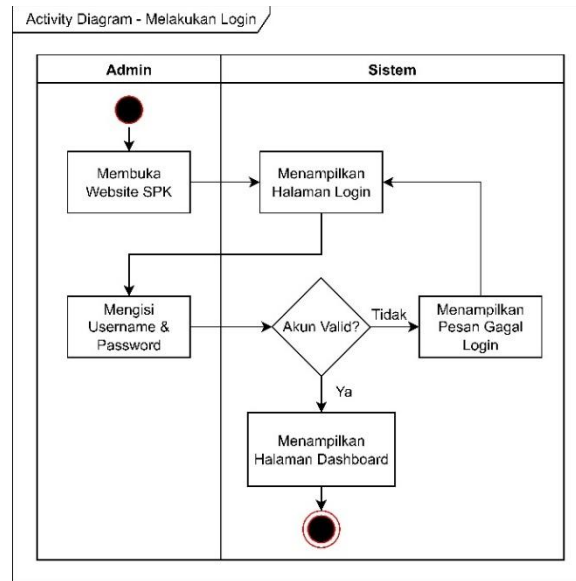 Activity Diagram - Melakukan Login
Admin
Sistem
Membuka
Website SPK
Menampilkan
Halaman Login
Mengisi
Username &
Password
Akun Valid?
Tidak
Menampilkan
Pesan Gagal
Login
Ya
Menampilkan
Halaman Dashboard